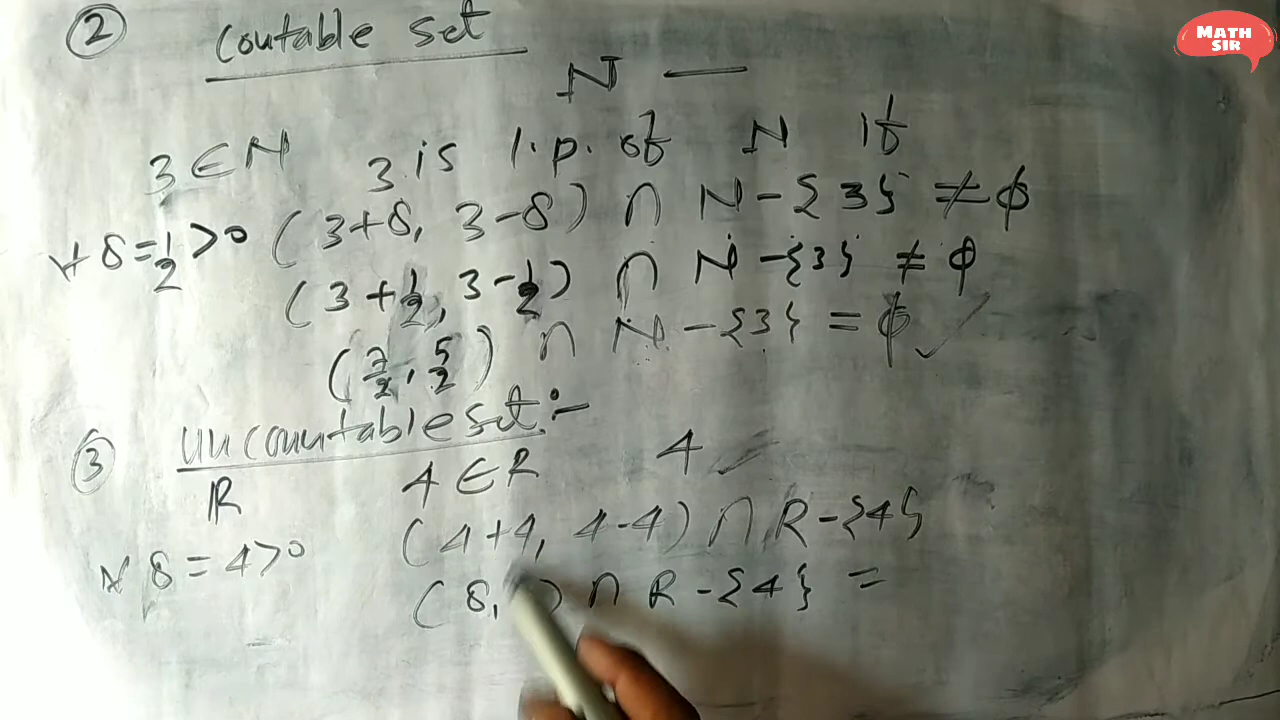 ② Coutable set
N —
3 ∈ N 3 is l.p. of N if
∀ δ = 1/2 > 0 (3+δ, 3-δ) ∩ N - {3} ≠ ϕ
(3 + 1/2, 3 - 1/2) ∩ N - {3} ≠ ϕ
(7/2, 5/2) ∩ N - {3} = ϕ ✓
③ Uncountable set :-
R 4 ∈ R 4
∀ δ = 4 > 0 (4+4, 4-4) ∩ R - {4}
(8, ) ∩ R - {4} =
MATH
SIR